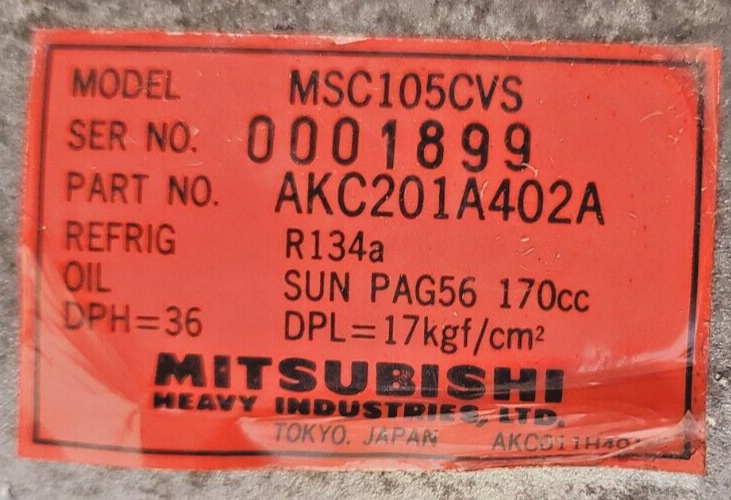 MODEL MSC105CVS
SER NO. 0001899
PART NO. AKC201A402A
REFRIG R134a
OIL SUN PAG56 170cc
DPH=36 DPL=17kgf/cm²
MITSUBISHI
HEAVY INDUSTRIES, LTD.
TOKYO. JAPAN